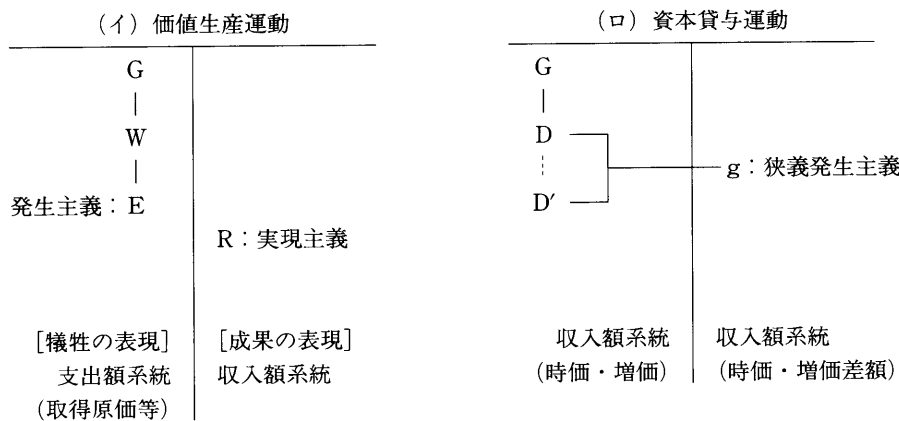 （イ）価値生産運動
G
W
発生主義：E
R：実現主義
［犠牲の表現］
支出額系統
（取得原価等）
［成果の表現］
収入額系統
（ロ）資本貸与運動
G
D
D′
g：狭義発生主義
収入額系統
（時価・増価）
収入額系統
（時価・増価差額）